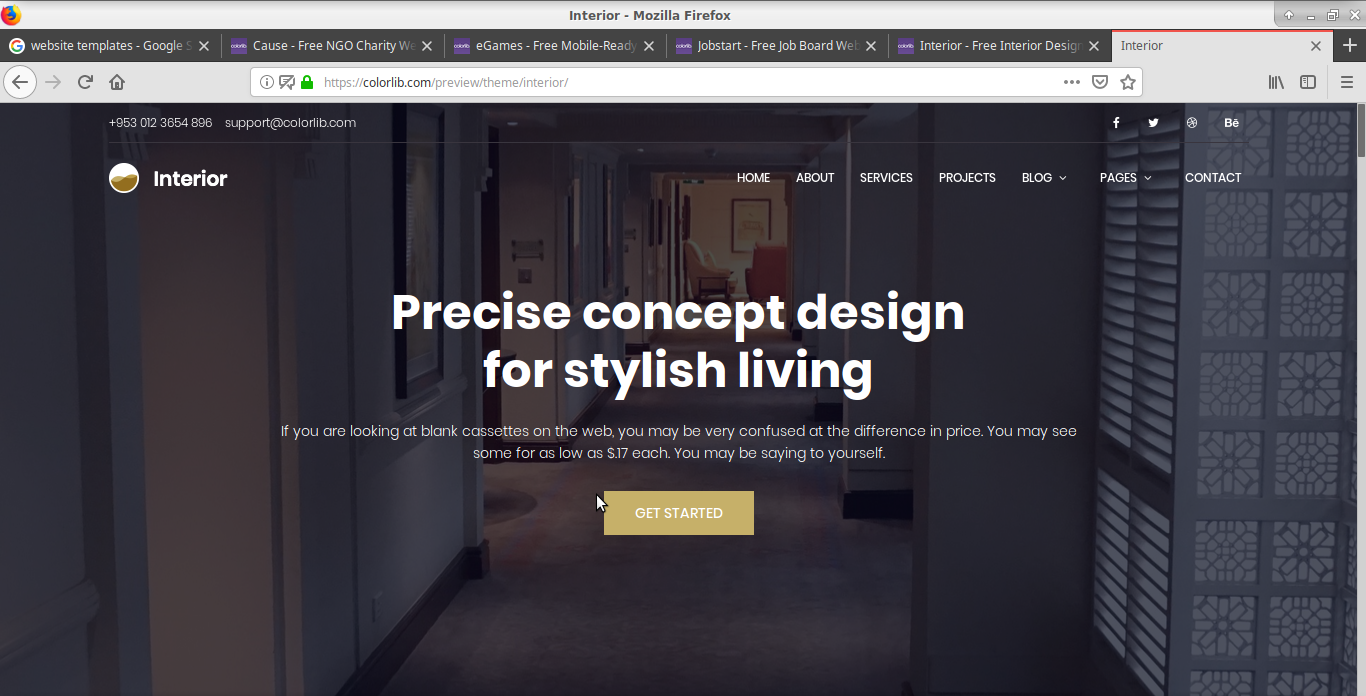 Interior - Mozilla Firefox
website templates - Google S
Cause - Free NGO Charity We
eGames - Free Mobile-Ready
Jobstart - Free Job Board Web
Interior - Free Interior Design
Interior
https://colorlib.com/preview/theme/interior/
+953 012 3654 896 support@colorlib.com
Bē
Interior
HOME ABOUT SERVICES PROJECTS BLOG PAGES CONTACT
Precise concept design
for stylish living
If you are looking at blank cassettes on the web, you may be very confused at the difference in price. You may see
some for as low as $.17 each. You may be saying to yourself.
GET STARTED